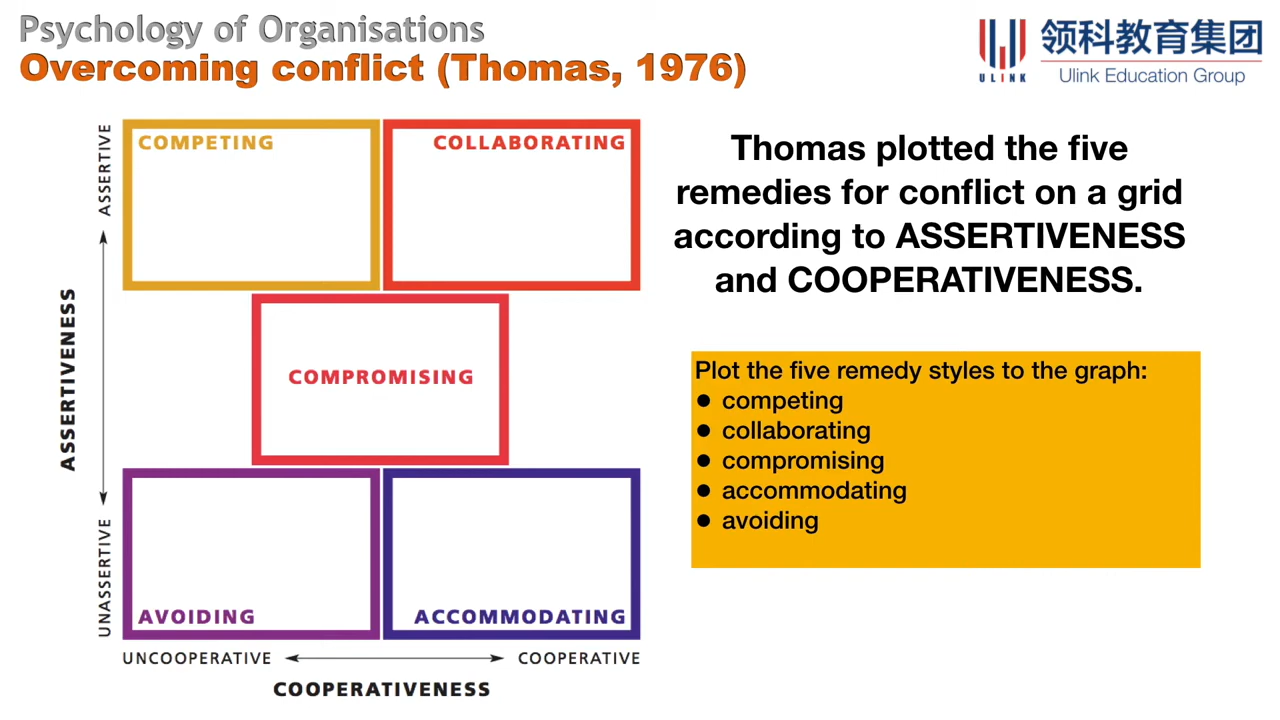 Psychology of Organisations
Overcoming conflict (Thomas, 1976)
ULINK
领科教育集团
Ulink Education Group
COMPETING
COLLABORATING
COMPROMISING
AVOIDING
ACCOMMODATING
ASSERTIVE
ASSERTIVENESS
UNASSERTIVE
UNCOOPERATIVE
COOPERATIVE
COOPERATIVENESS
Thomas plotted the five
remedies for conflict on a grid
according to ASSERTIVENESS
and COOPERATIVENESS.
Plot the five remedy styles to the graph:
● competing
● collaborating
● compromising
● accommodating
● avoiding